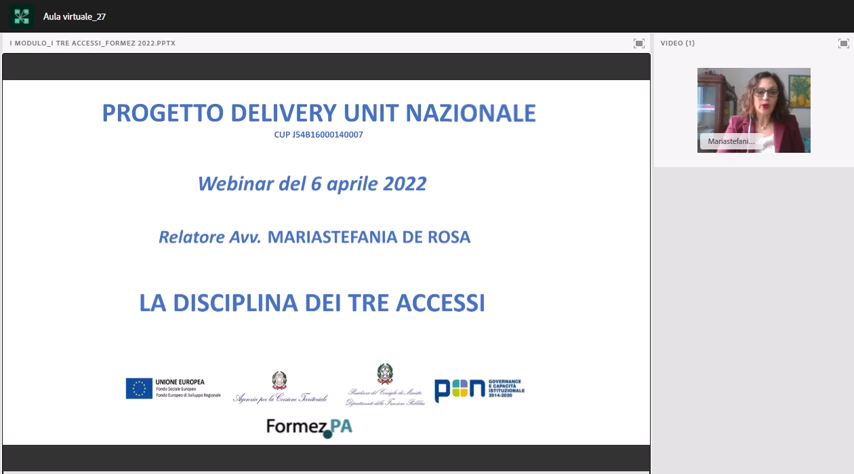 Aula virtuale_27
I MODULO_I TRE ACCESSI_FORMEZ 2022.PPTX
VIDEO (1)
PROGETTO DELIVERY UNIT NAZIONALE
CUP J54B16000140007
Webinar del 6 aprile 2022
Relatore Avv. MARIASTEFANIA DE ROSA
LA DISCIPLINA DEI TRE ACCESSI
Mariastefani...
UNIONE EUROPEA
Fondo Sociale Europeo
Fondo Europeo di Sviluppo Regionale
Agenzia per la Coesione Territoriale
Presidenza del Consiglio dei Ministri
Dipartimento della Funzione Pubblica
pon
GOVERNANCE
E CAPACITÀ
ISTITUZIONALE
2014-2020
Formez PA